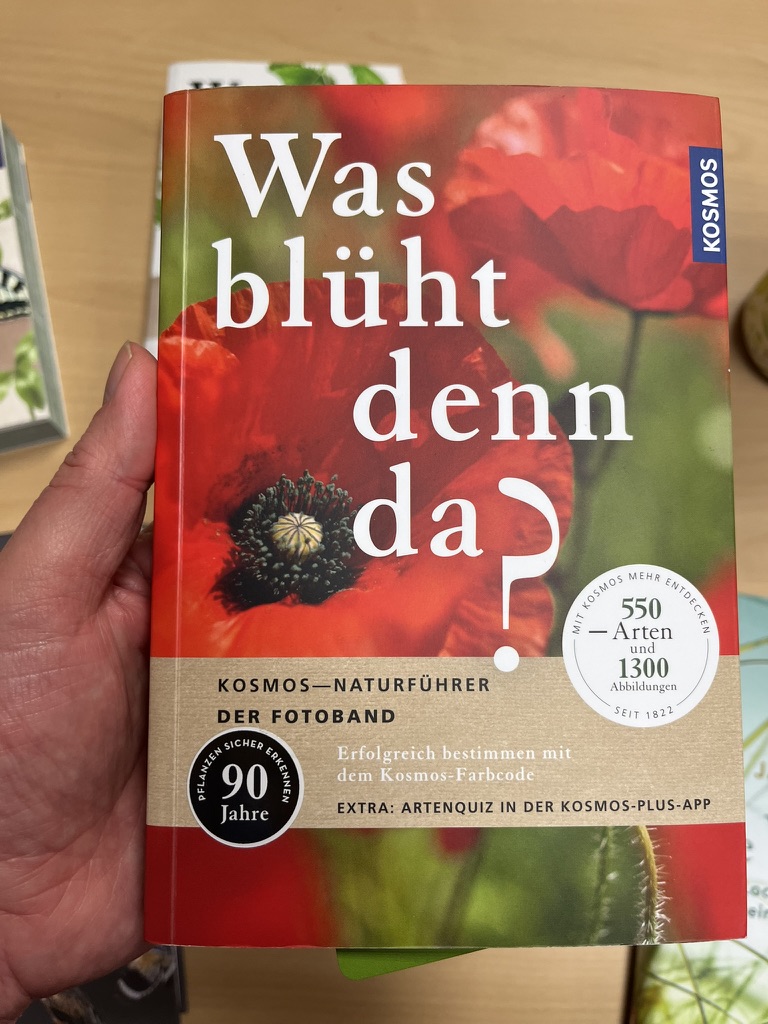 Was
blüht
denn
da?
KOSMOS
MIT KOSMOS MEHR ENTDECKEN
550
Arten
und
1300
Abbildungen
SEIT 1822
KOSMOS—NATURFÜHRER
DER FOTOBAND
PFLANZEN SICHER ERKENNEN
90
Jahre
Erfolgreich bestimmen mit
dem Kosmos-Farbcode
EXTRA: ARTENQUIZ IN DER KOSMOS-PLUS-APP